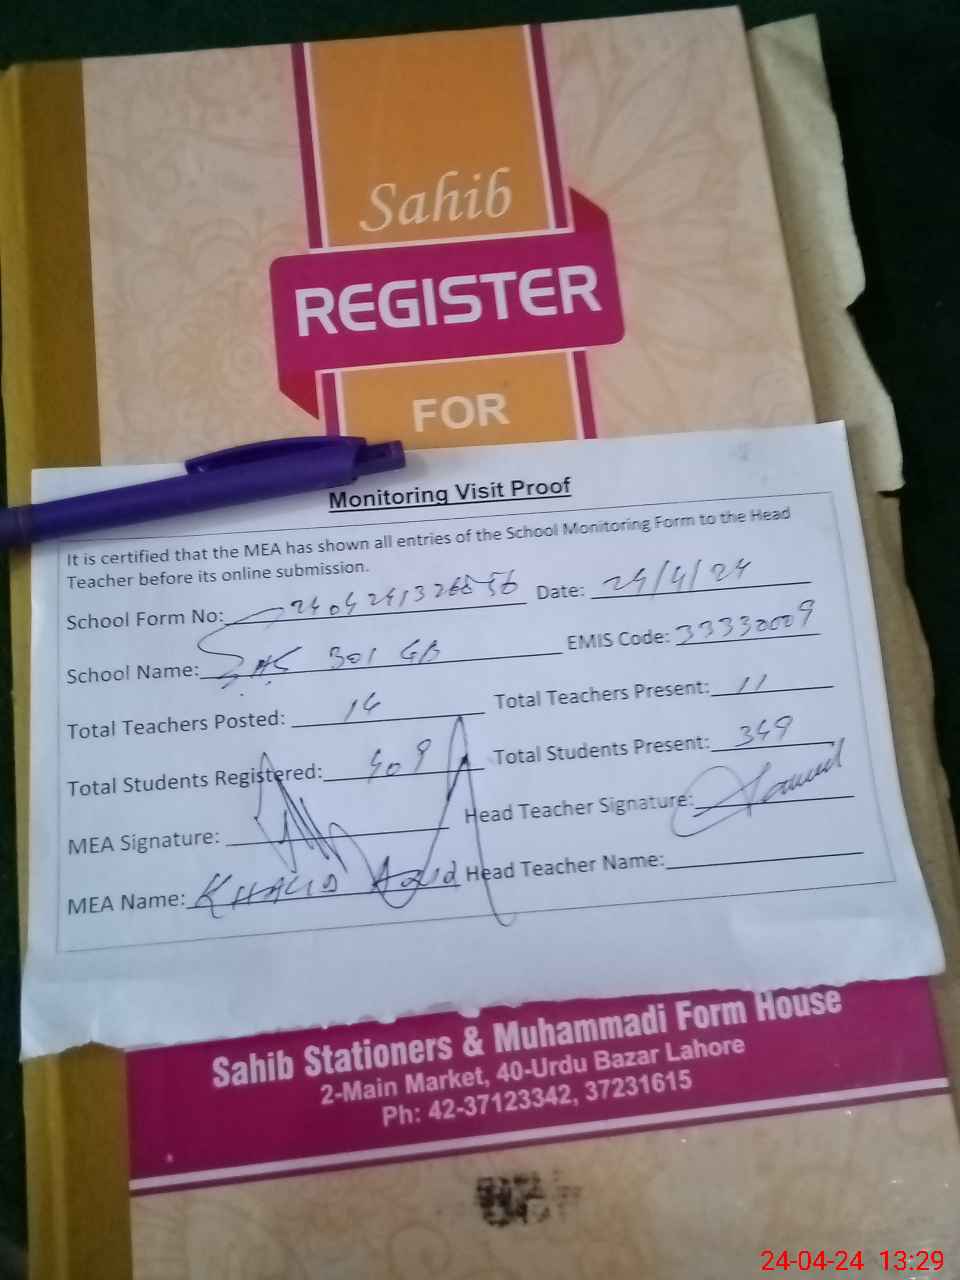 Sahib
REGISTER
FOR
Monitoring Visit Proof
It is certified that the MEA has shown all entries of the School Monitoring Form to the Head
Teacher before its online submission.
School Form No: Date: 24/4/24
School Name: 301 GB EMIS Code: 33330009
Total Teachers Posted: 14 Total Teachers Present: 11
Total Students Registered: 409 Total Students Present: 349
MEA Signature: Head Teacher Signature:
MEA Name: KHALID Head Teacher Name:
Sahib Stationers & Muhammadi Form House
2-Main Market, 40-Urdu Bazar Lahore
Ph: 42-37123342, 37231615
24-04-24 13:29